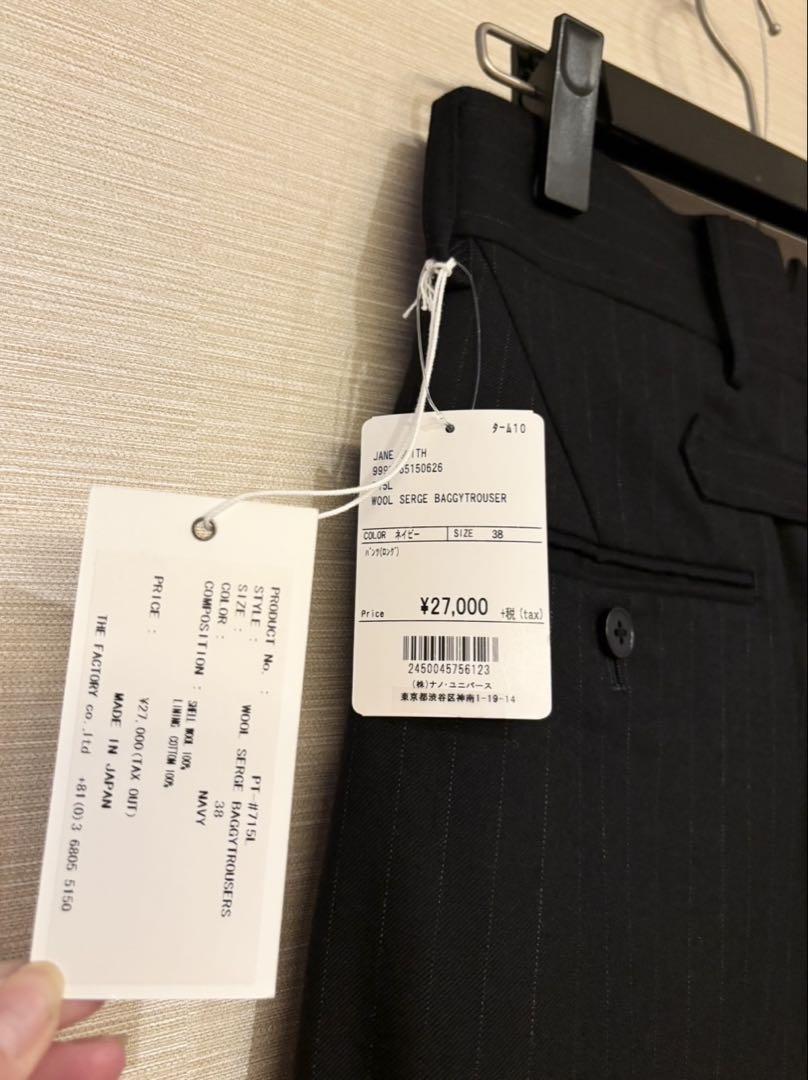 ターム10
JANE
65150626
WOOL SERGE BAGGYTROUSER
COLOR ネイビー SIZE 38
パンツ(ロング)
Price ¥27,000 +税(tax)
2450045756123
(株)ナノ・ユニバース
東京都渋谷区神南1-19-14
PRODUCT No. : PT-#715L
STYLE : WOOL SERGE BAGGYTROUSERS
SIZE : 38
COLOR : NAVY
COMPOSITION : SHELL WOOL 100%
LINING COTTON 100%
PRICE : ¥27,000(TAX OUT)
MADE IN JAPAN
THE FACTORY co.,ltd +81(0)3 6805 5150